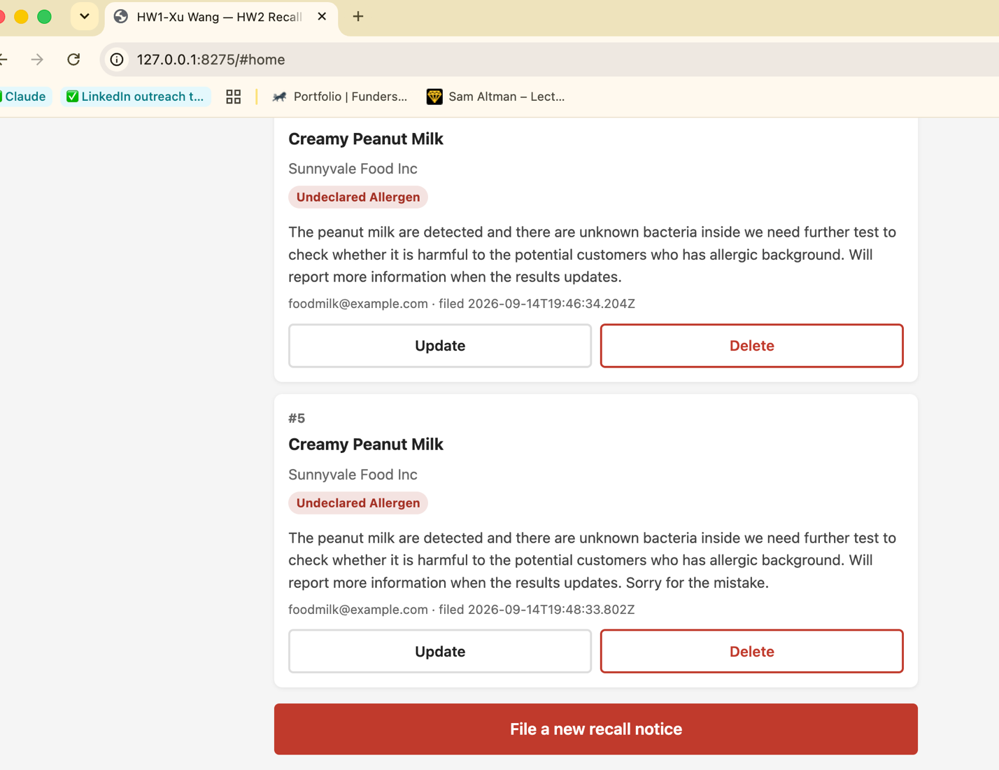 HW1-Xu Wang — HW2 Recall
127.0.0.1:8275/#home
Claude
LinkedIn outreach t...
Portfolio | Funders...
Sam Altman – Lect...
Creamy Peanut Milk
Sunnyvale Food Inc
Undeclared Allergen
The peanut milk are detected and there are unknown bacteria inside we need further test to
check whether it is harmful to the potential customers who has allergic background. Will
report more information when the results updates.
foodmilk@example.com · filed 2026-09-14T19:46:34.204Z
Update
Delete
#5
Creamy Peanut Milk
Sunnyvale Food Inc
Undeclared Allergen
The peanut milk are detected and there are unknown bacteria inside we need further test to
check whether it is harmful to the potential customers who has allergic background. Will
report more information when the results updates. Sorry for the mistake.
foodmilk@example.com · filed 2026-09-14T19:48:33.802Z
Update
Delete
File a new recall notice